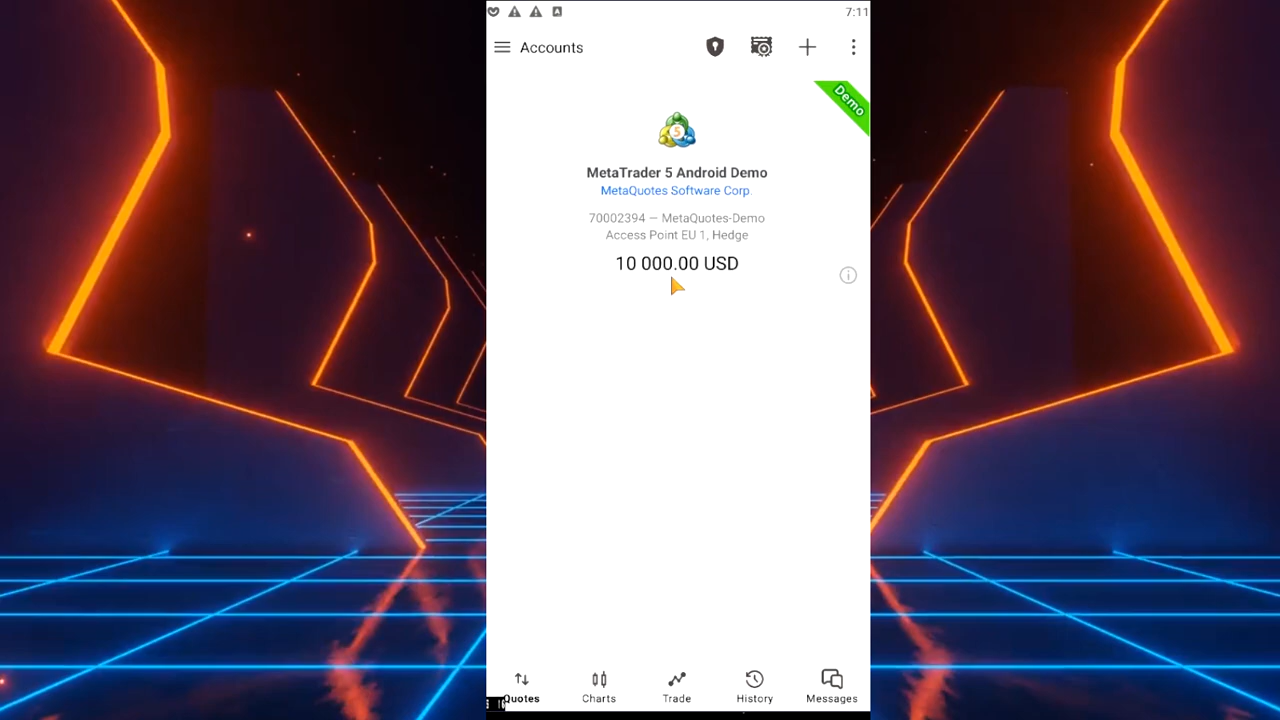 7:11
Accounts
Demo
5
MetaTrader 5 Android Demo
MetaQuotes Software Corp.
70002394 — MetaQuotes-Demo
Access Point EU 1, Hedge
10 000.00 USD
Quotes
Charts
Trade
History
Messages